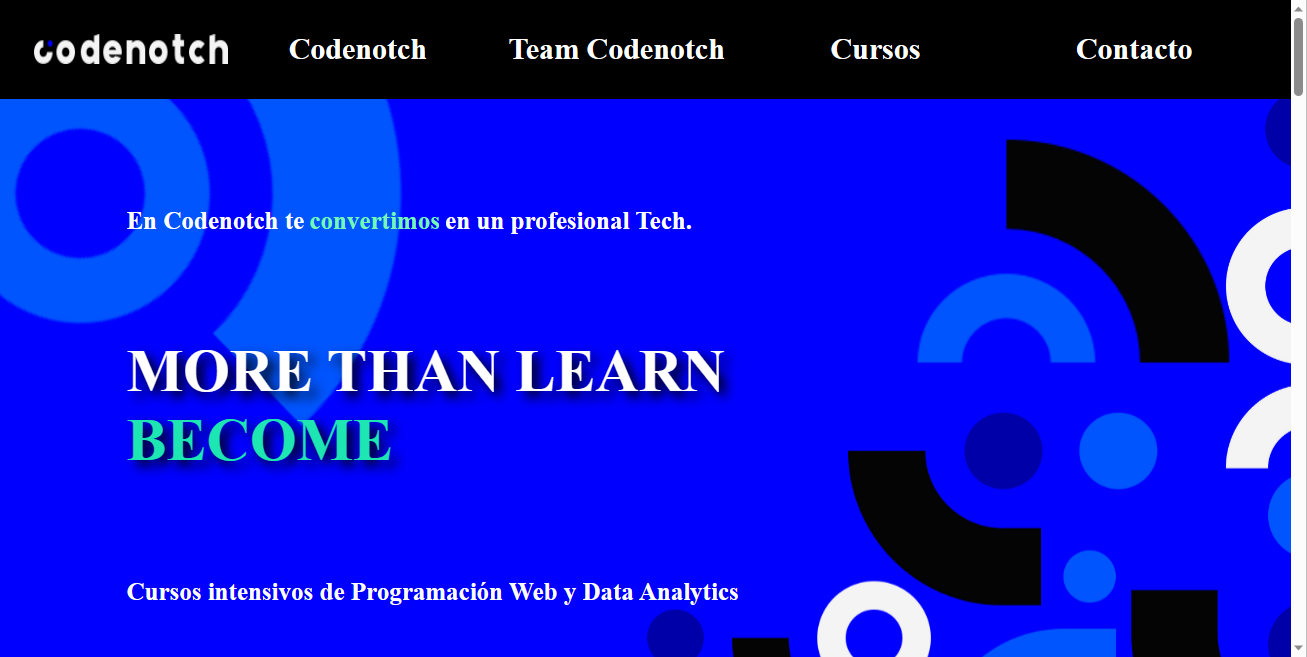 codenotch Codenotch Team Codenotch Cursos Contacto
En Codenotch te convertimos en un profesional Tech.
MORE THAN LEARN
BECOME
Cursos intensivos de Programación Web y Data Analytics